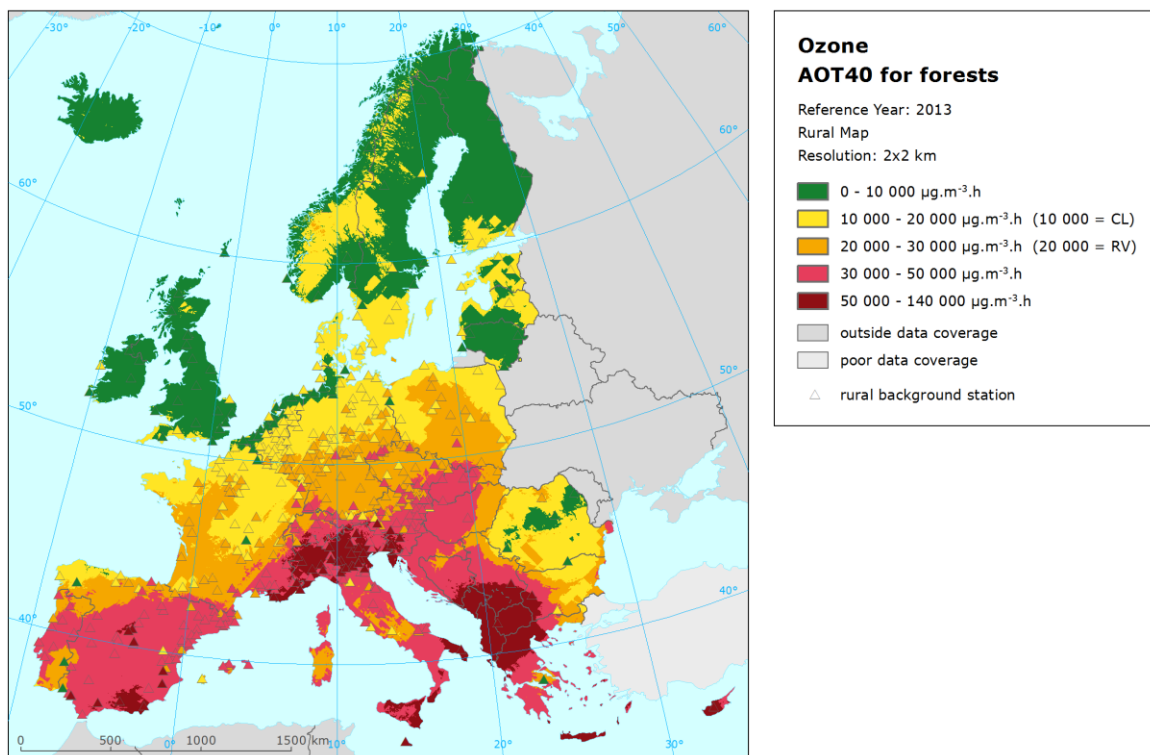 -30° -20° -10° 0° 10° 20° 30° 40° 50° 60°
60°
60°
50°
50°
40°
40°
0 500 1000 1500 km
0° 10° 20° 30°
Ozone
AOT40 for forests
Reference Year: 2013
Rural Map
Resolution: 2x2 km
0 - 10 000 µg.m⁻³.h
10 000 - 20 000 µg.m⁻³.h (10 000 = CL)
20 000 - 30 000 µg.m⁻³.h (20 000 = RV)
30 000 - 50 000 µg.m⁻³.h
50 000 - 140 000 µg.m⁻³.h
outside data coverage
poor data coverage
rural background station